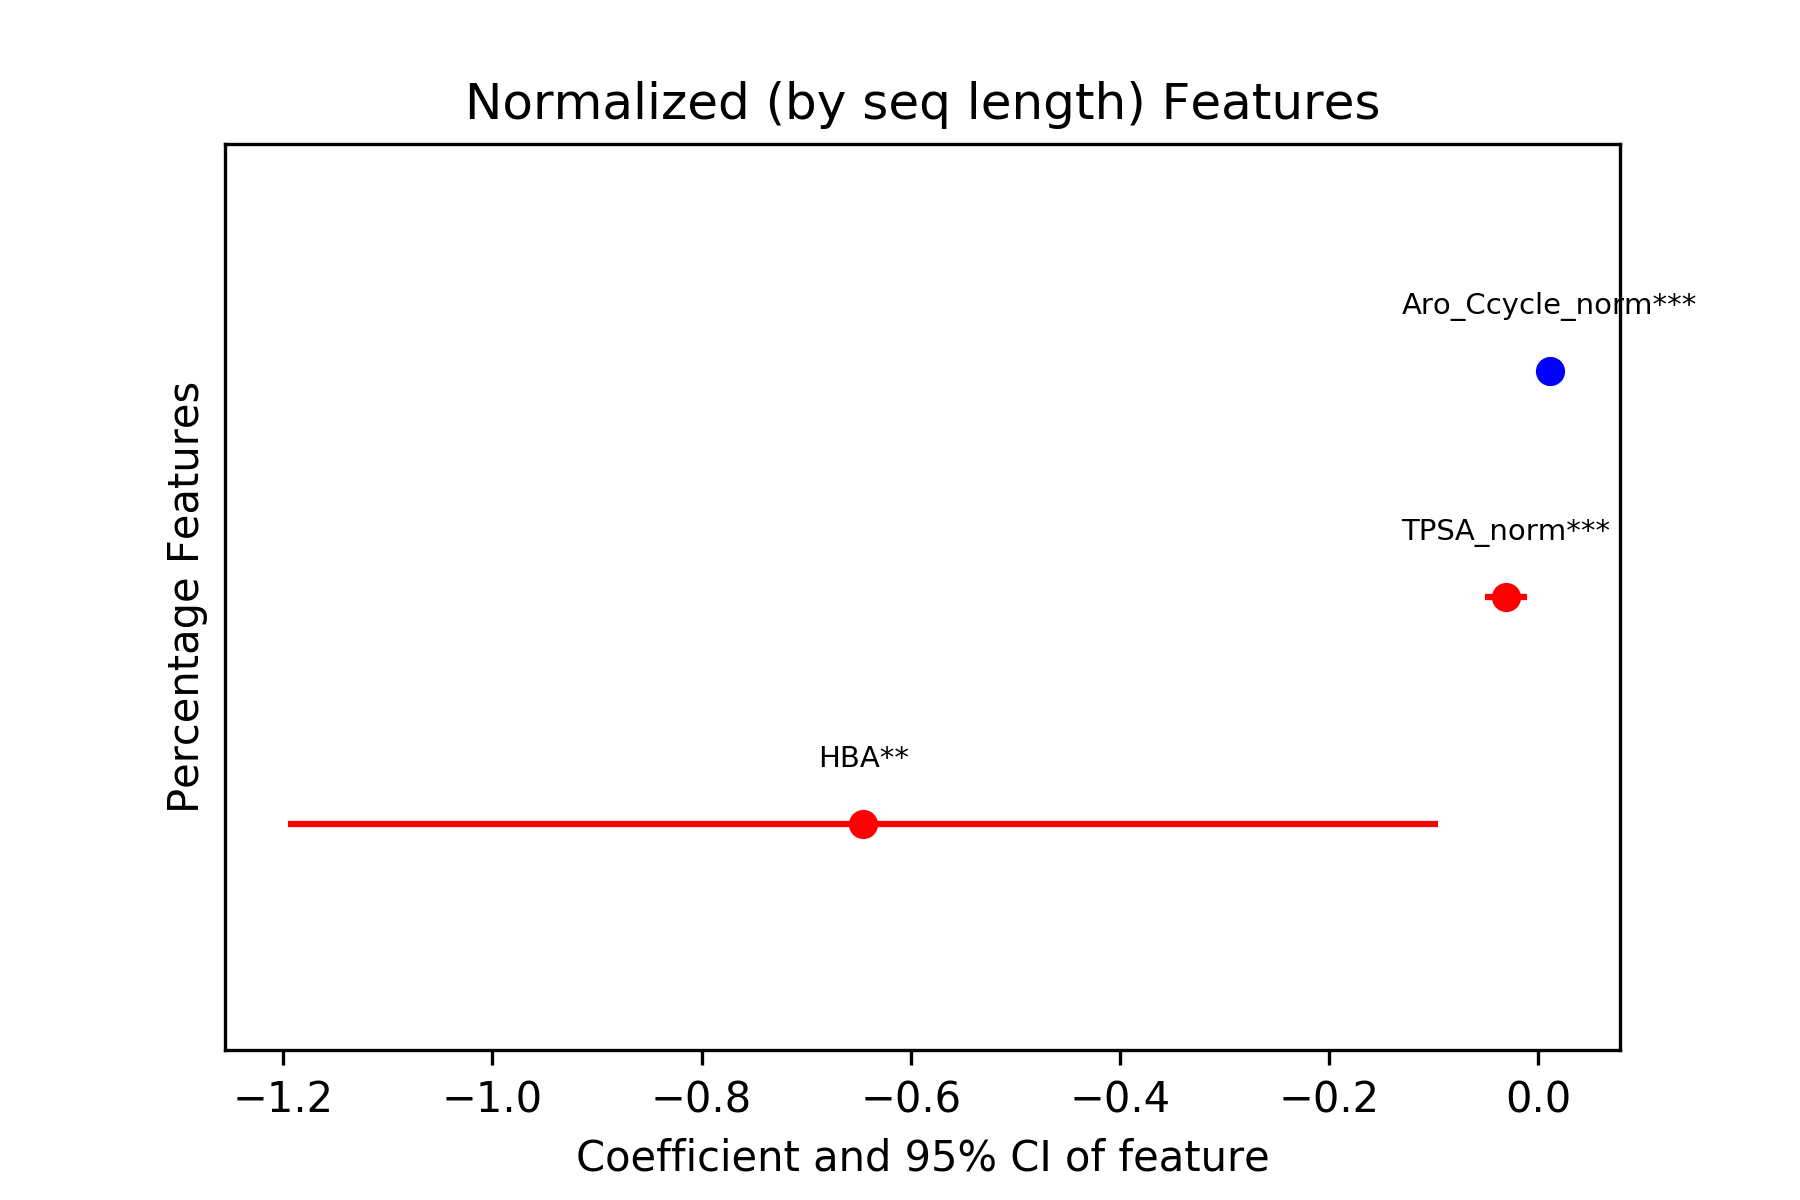 Normalized (by seq length) Features
Aro_Ccycle_norm***
TPSA_norm***
HBA**
Percentage Features
−1.2 −1.0 −0.8 −0.6 −0.4 −0.2 0.0
Coefficient and 95% CI of feature